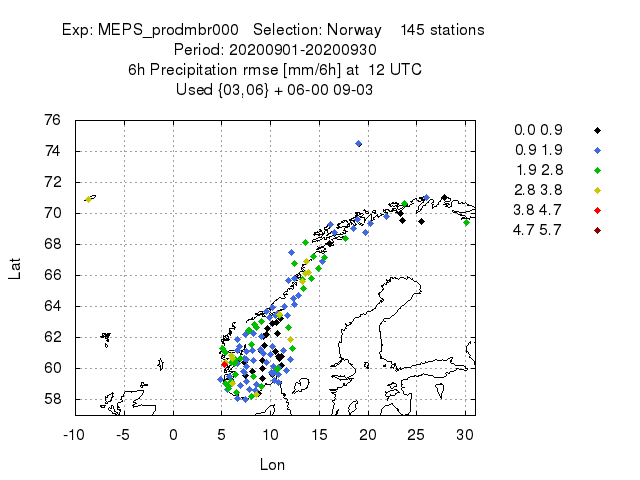 Exp: MEPS_prodmbr000 Selection: Norway 145 stations
Period: 20200901-20200930
6h Precipitation rmse [mm/6h] at 12 UTC
Used {03,06} + 06-00 09-03
76
74
72
70
68
66
64
62
60
58
Lat
-10 -5 0 5 10 15 20 25 30
Lon
0.0 0.9
0.9 1.9
1.9 2.8
2.8 3.8
3.8 4.7
4.7 5.7